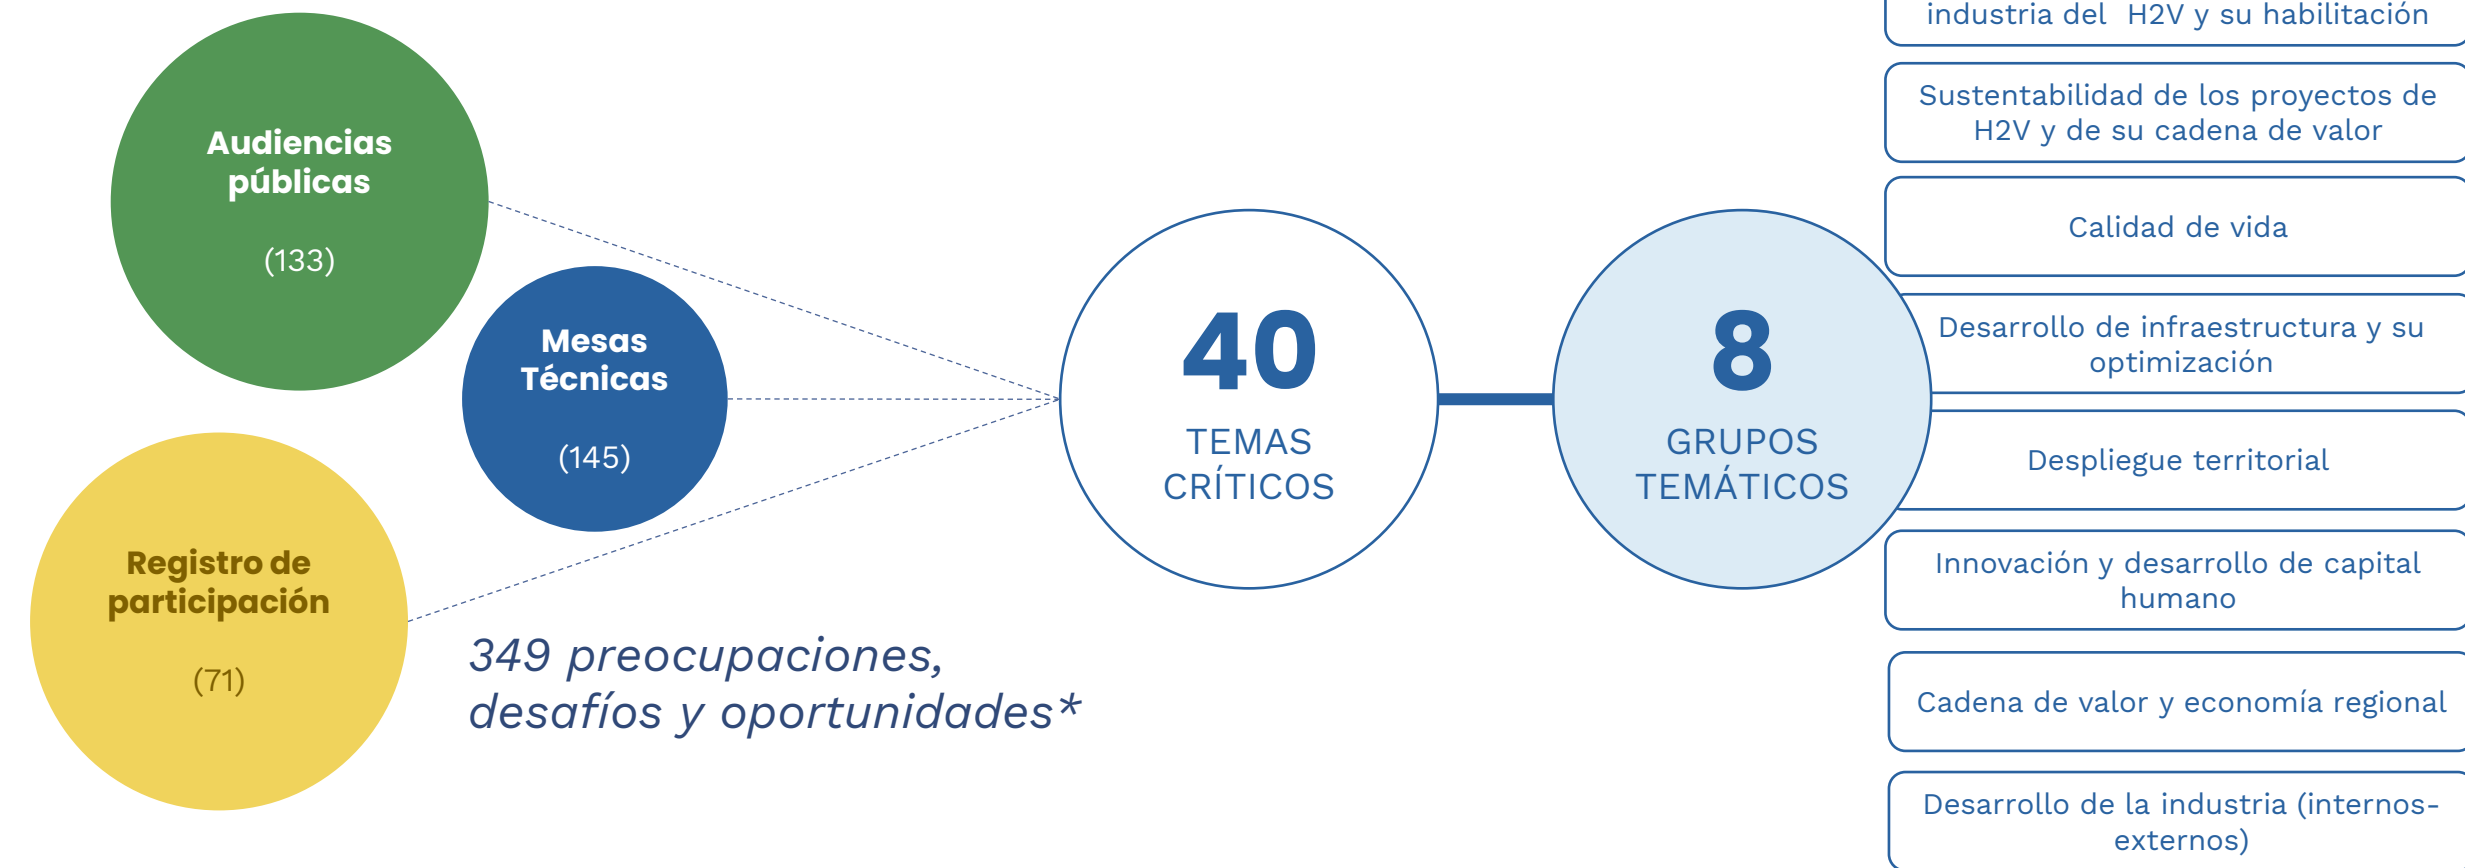 Audiencias
públicas
(133)
Mesas
Técnicas
(145)
Registro de
participación
(71)
349 preocupaciones,
desafíos y oportunidades*
40
TEMAS
CRÍTICOS
8
GRUPOS
TEMÁTICOS
industria del  H2V y su habilitación
Sustentabilidad de los proyectos de
H2V y de su cadena de valor
Calidad de vida
Desarrollo de infraestructura y su
optimización
Despliegue territorial
Innovación y desarrollo de capital
humano
Cadena de valor y economía regional
Desarrollo de la industria (internos-
externos)